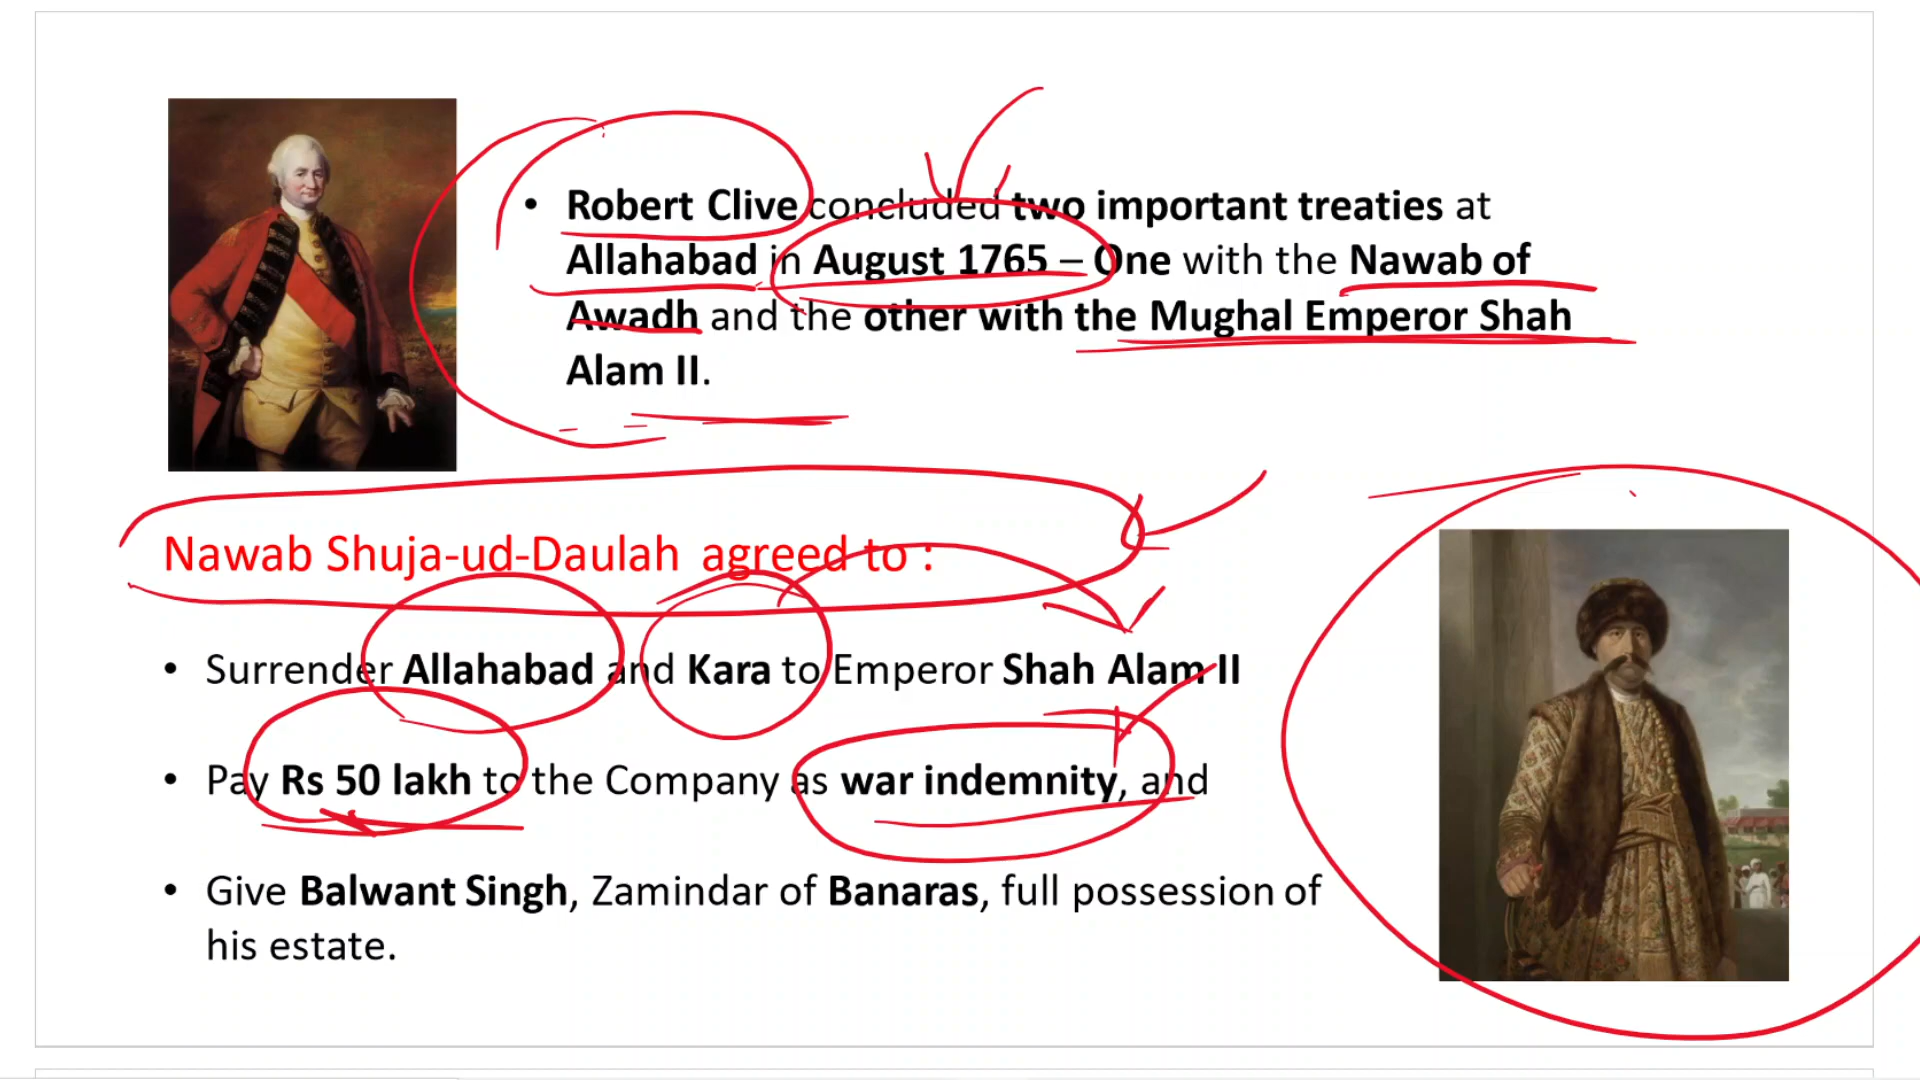 • Robert Clive concluded two important treaties at
Allahabad in August 1765 – One with the Nawab of
Awadh and the other with the Mughal Emperor Shah
Alam II.
Nawab Shuja-ud-Daulah agreed to :
• Surrender Allahabad and Kara to Emperor Shah Alam II
• Pay Rs 50 lakh to the Company as war indemnity, and
• Give Balwant Singh, Zamindar of Banaras, full possession of
his estate.